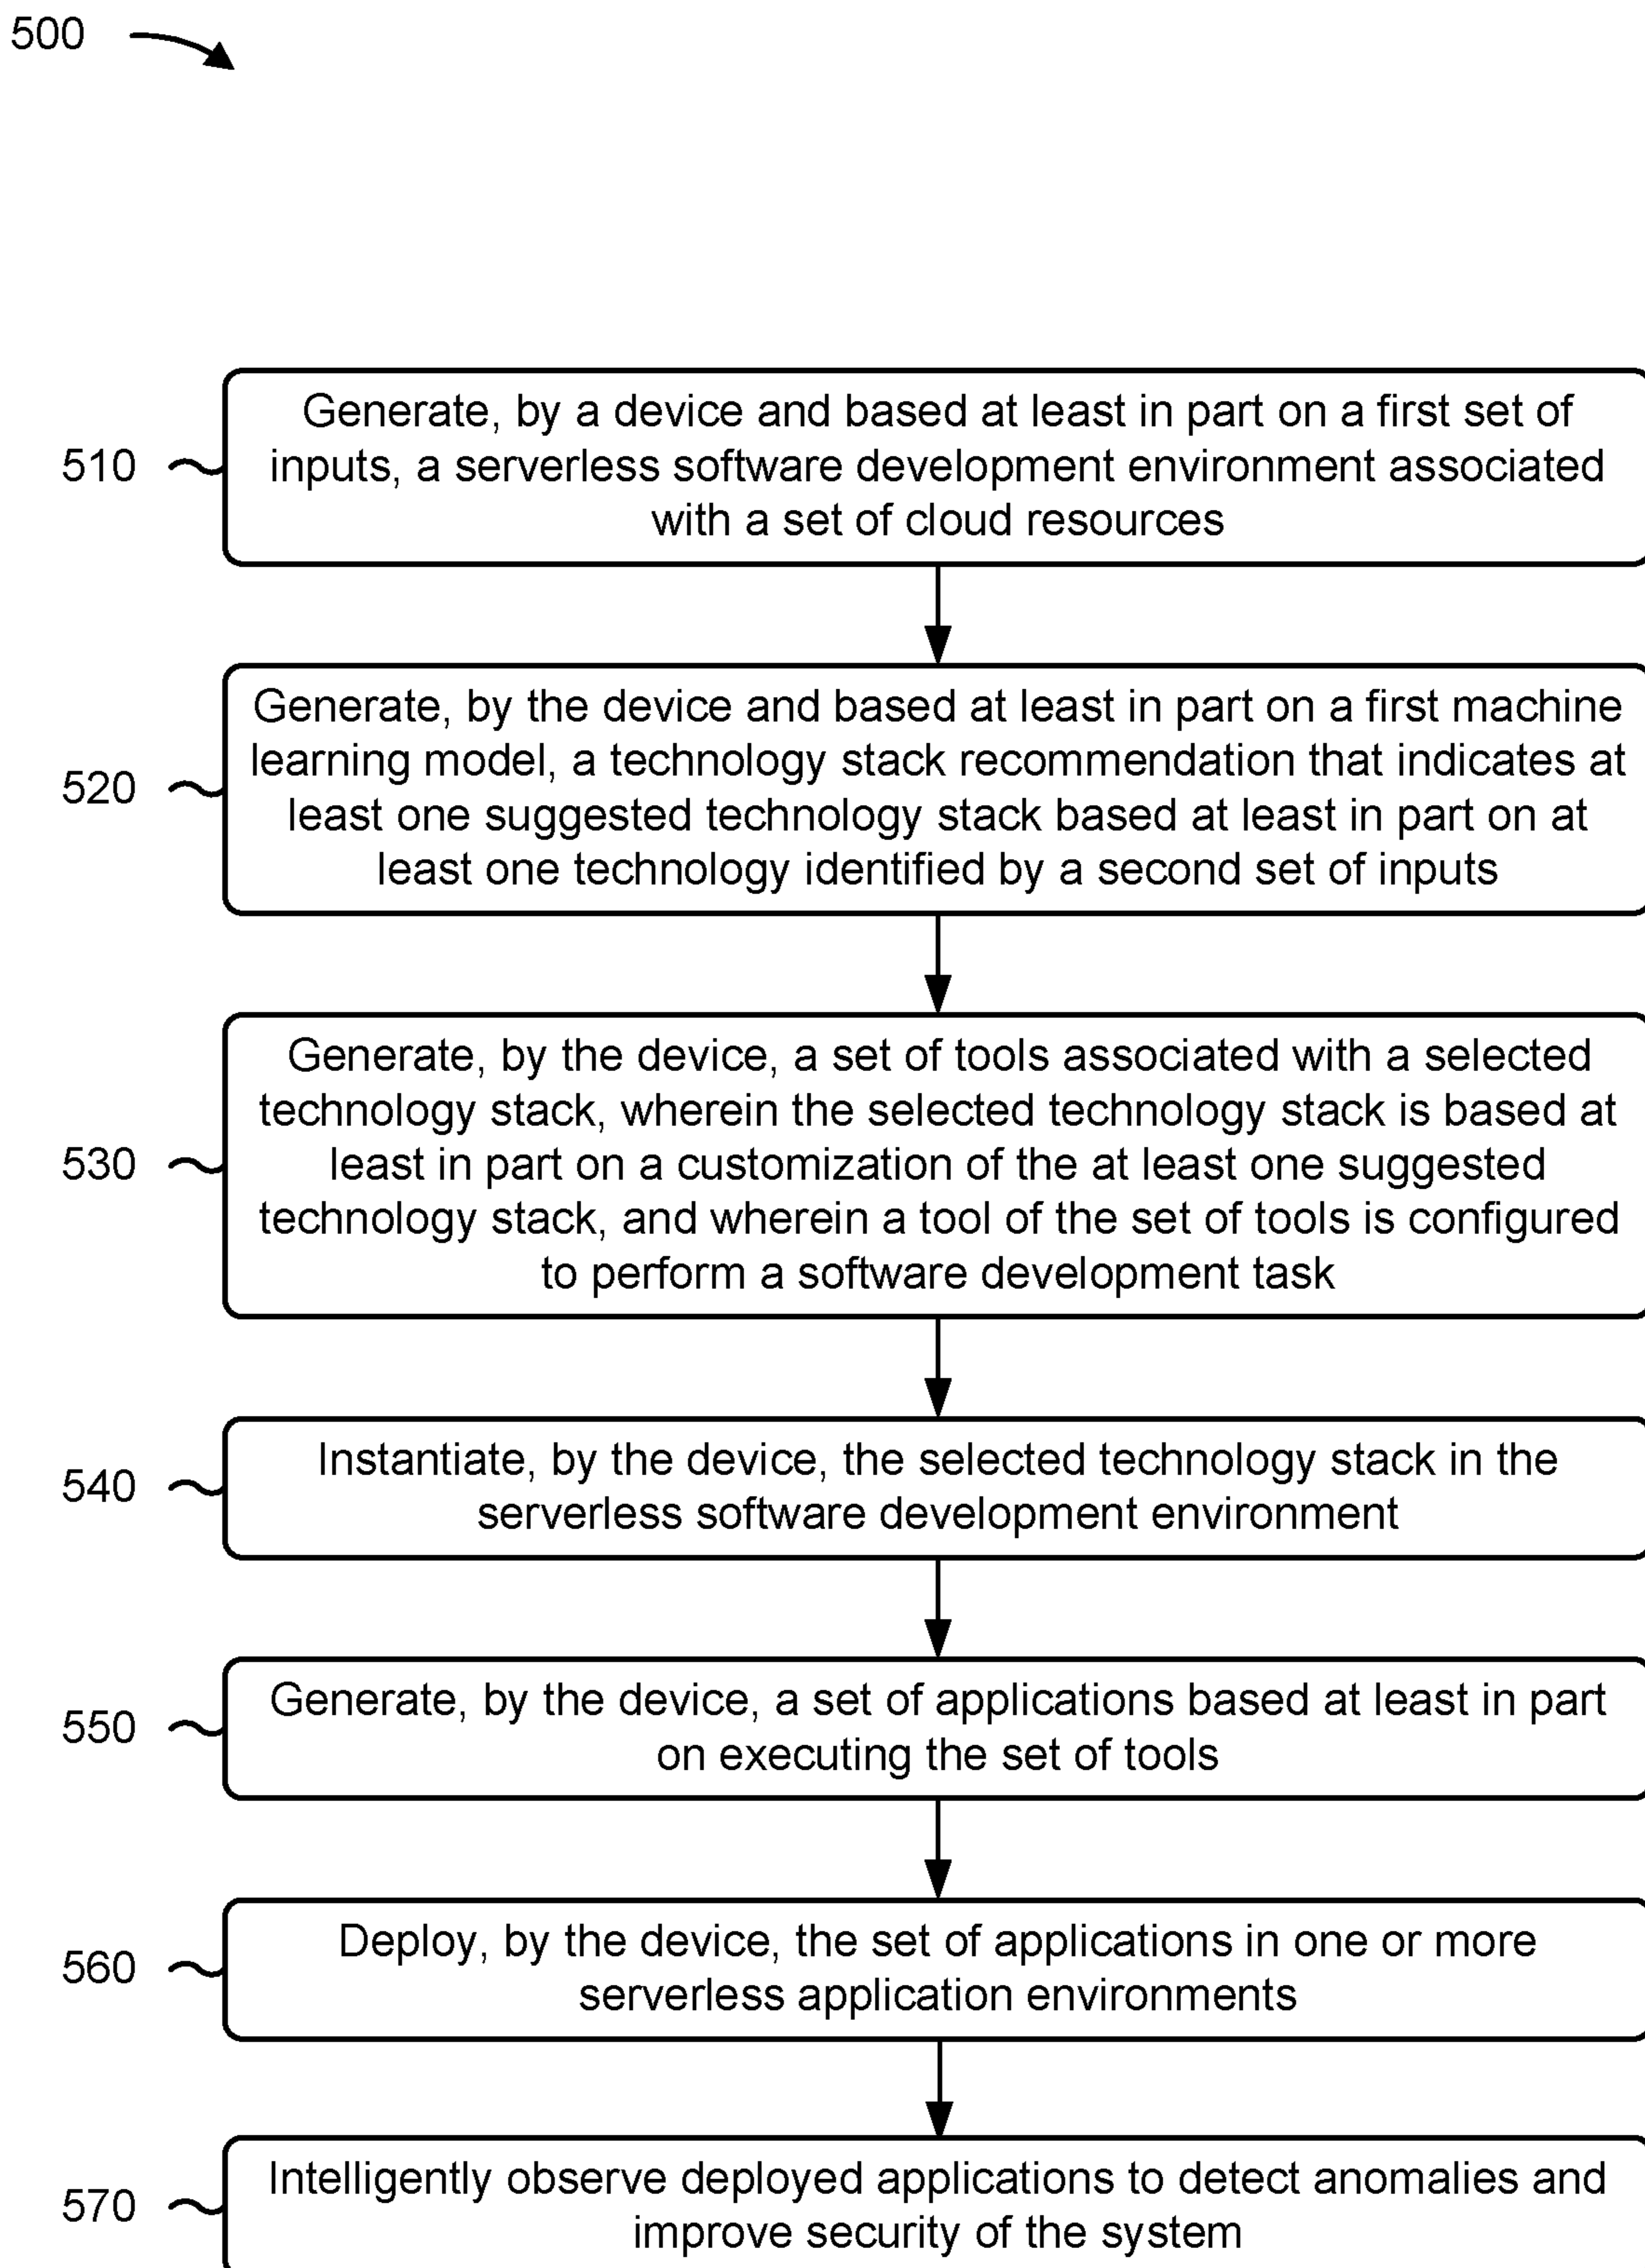 500
510
Generate, by a device and based at least in part on a first set of
inputs, a serverless software development environment associated
with a set of cloud resources
520
Generate, by the device and based at least in part on a first machine
learning model, a technology stack recommendation that indicates at
least one suggested technology stack based at least in part on at
least one technology identified by a second set of inputs
530
Generate, by the device, a set of tools associated with a selected
technology stack, wherein the selected technology stack is based at
least in part on a customization of the at least one suggested
technology stack, and wherein a tool of the set of tools is configured
to perform a software development task
540
Instantiate, by the device, the selected technology stack in the
serverless software development environment
550
Generate, by the device, a set of applications based at least in part
on executing the set of tools
560
Deploy, by the device, the set of applications in one or more
serverless application environments
570
Intelligently observe deployed applications to detect anomalies and
improve security of the system